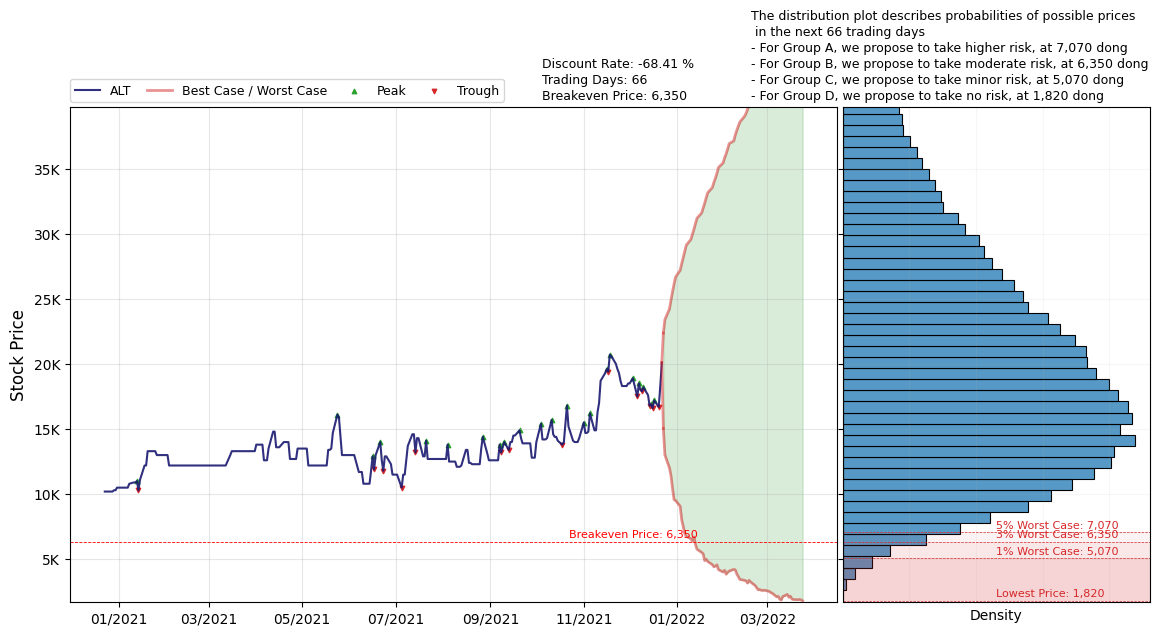 The distribution plot describes probabilities of possible prices
in the next 66 trading days
- For Group A, we propose to take higher risk, at 7,070 dong
- For Group B, we propose to take moderate risk, at 6,350 dong
- For Group C, we propose to take minor risk, at 5,070 dong
- For Group D, we propose to take no risk, at 1,820 dong
Discount Rate: -68.41 %
Trading Days: 66
Breakeven Price: 6,350
ALT Best Case / Worst Case Peak Trough
Stock Price
35K
30K
25K
20K
15K
10K
5K
Breakeven Price: 6,350
5% Worst Case: 7,070
3% Worst Case: 6,350
1% Worst Case: 5,070
Lowest Price: 1,820
01/2021 03/2021 05/2021 07/2021 09/2021 11/2021 01/2022 03/2022
Density